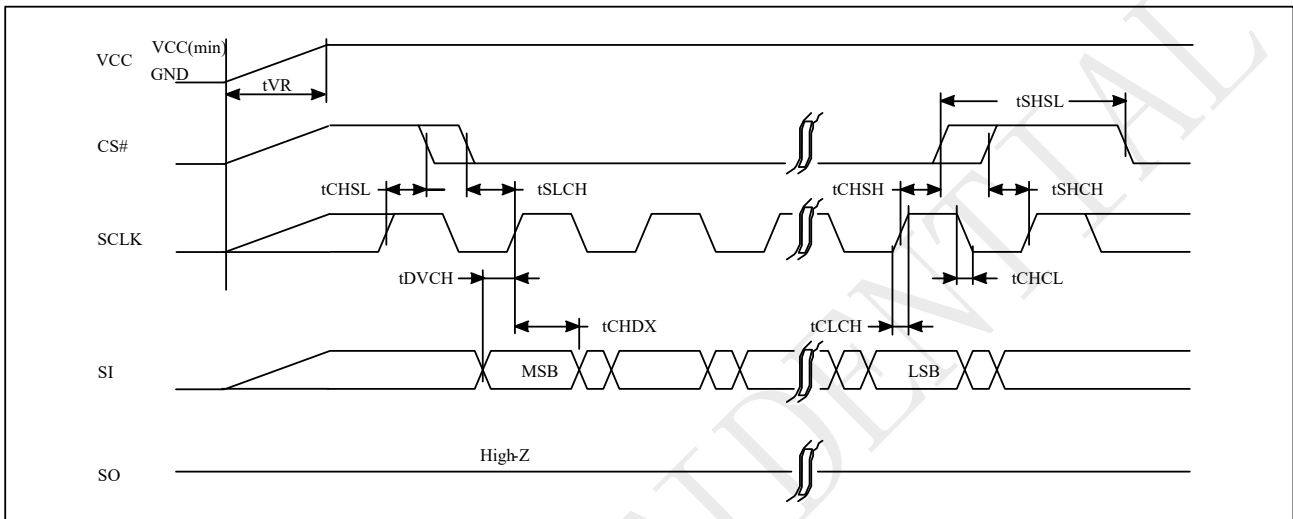 VCC
VCC(min)
GND
tVR
tSHSL
CS#
tCHSL
tSLCH
tCHSH
tSHCH
SCLK
tDVCH
tCHCL
tCHDX
tCLCH
SI
MSB
LSB
High-Z
SO
DENTIAL